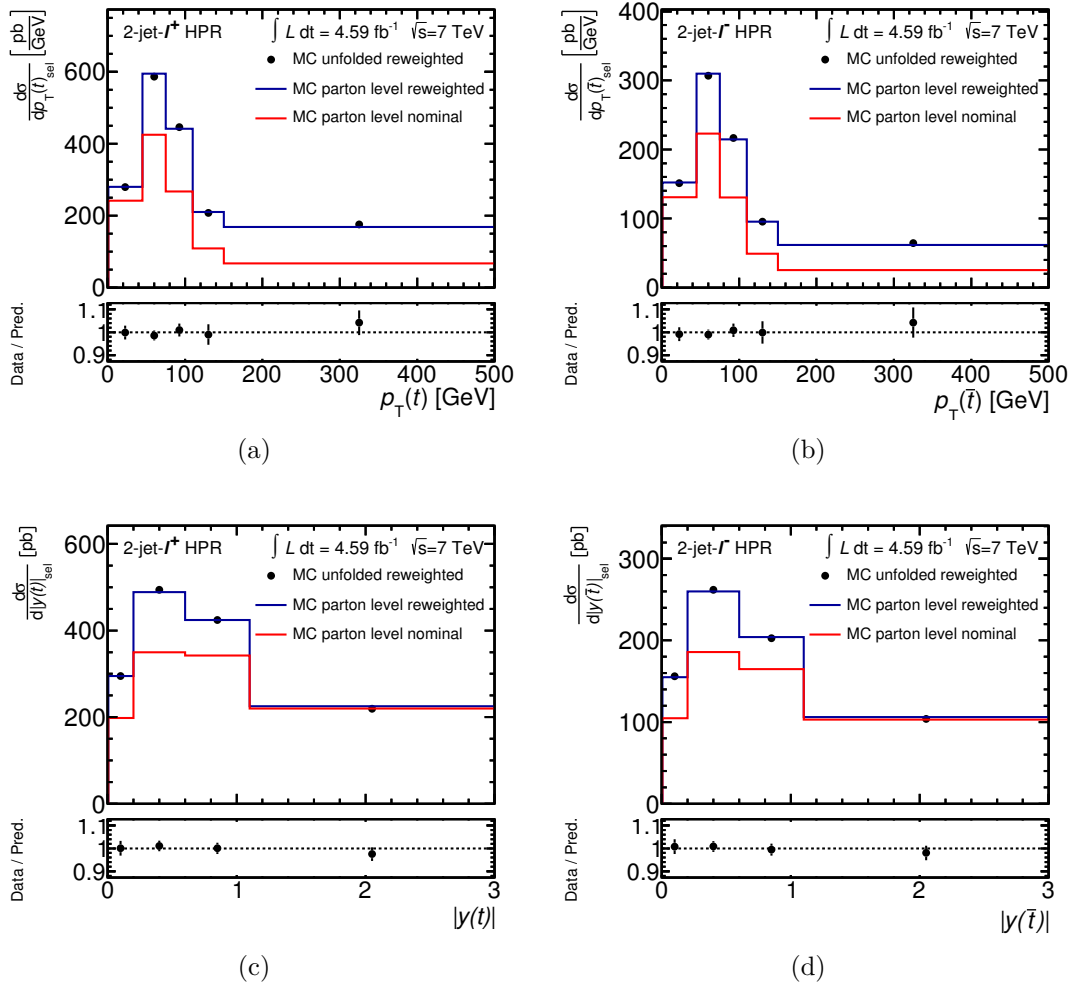 2-jet-l⁺ HPR ∫ L dt = 4.59 fb⁻¹ √s=7 TeV
MC unfolded reweighted
MC parton level reweighted
MC parton level nominal
dσ/dp_T(t)_sel [pb/GeV]
600
400
200
0
Data / Pred.
1.1
1
0.9
0 100 200 300 400 500
p_T(t) [GeV]
(a)
2-jet-l⁻ HPR ∫ L dt = 4.59 fb⁻¹ √s=7 TeV
MC unfolded reweighted
MC parton level reweighted
MC parton level nominal
dσ/dp_T(t̄)_sel [pb/GeV]
400
300
200
100
0
Data / Pred.
1.1
1
0.9
0 100 200 300 400 500
p_T(t̄) [GeV]
(b)
2-jet-l⁺ HPR ∫ L dt = 4.59 fb⁻¹ √s=7 TeV
MC unfolded reweighted
MC parton level reweighted
MC parton level nominal
dσ/d|y(t)|_sel [pb]
600
400
200
0
Data / Pred.
1.1
1
0.9
0 1 2 3
|y(t)|
(c)
2-jet-l⁻ HPR ∫ L dt = 4.59 fb⁻¹ √s=7 TeV
MC unfolded reweighted
MC parton level reweighted
MC parton level nominal
dσ/d|y(t̄)|_sel [pb]
300
200
100
0
Data / Pred.
1.1
1
0.9
0 1 2 3
|y(t̄)|
(d)